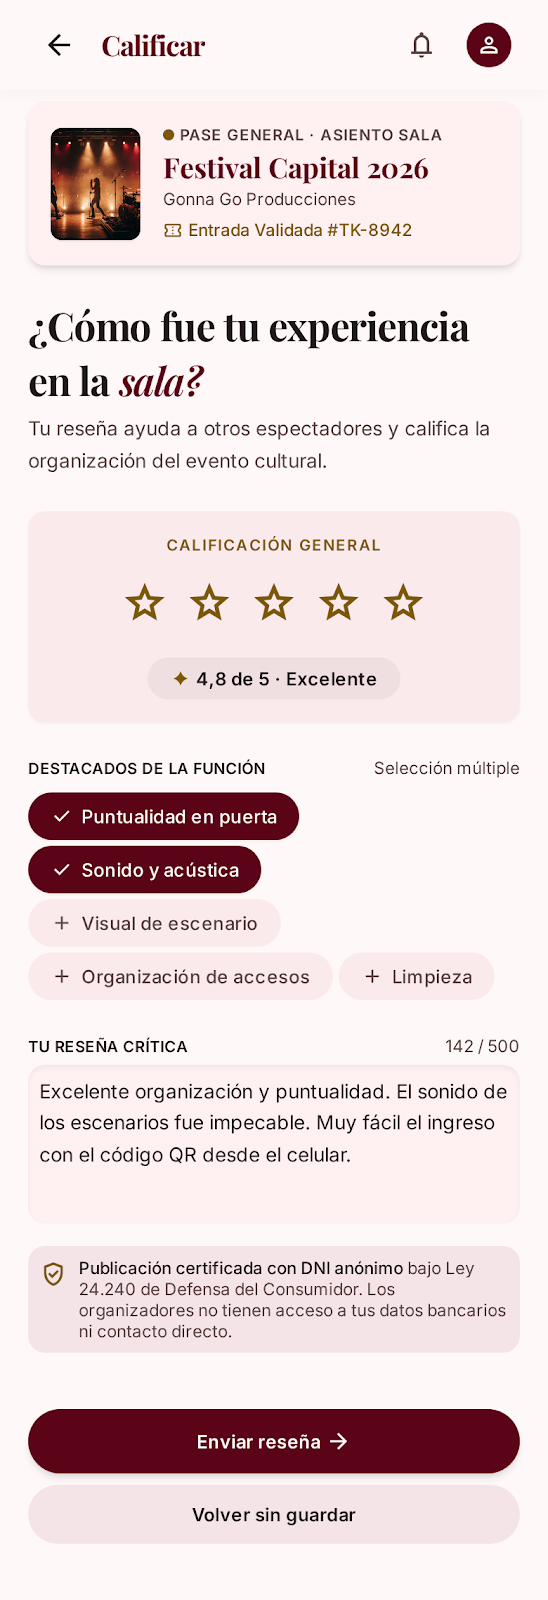 Calificar
PASE GENERAL · ASIENTO SALA
Festival Capital 2026
Gonna Go Producciones
Entrada Validada #TK-8942
¿Cómo fue tu experiencia
en la sala?
Tu reseña ayuda a otros espectadores y califica la
organización del evento cultural.
CALIFICACIÓN GENERAL
4,8 de 5 · Excelente
DESTACADOS DE LA FUNCIÓN
Selección múltiple
Puntualidad en puerta
Sonido y acústica
Visual de escenario
Organización de accesos
Limpieza
TU RESEÑA CRÍTICA
142 / 500
Excelente organización y puntualidad. El sonido de
los escenarios fue impecable. Muy fácil el ingreso
con el código QR desde el celular.
Publicación certificada con DNI anónimo bajo Ley
24.240 de Defensa del Consumidor. Los
organizadores no tienen acceso a tus datos bancarios
ni contacto directo.
Enviar reseña
Volver sin guardar